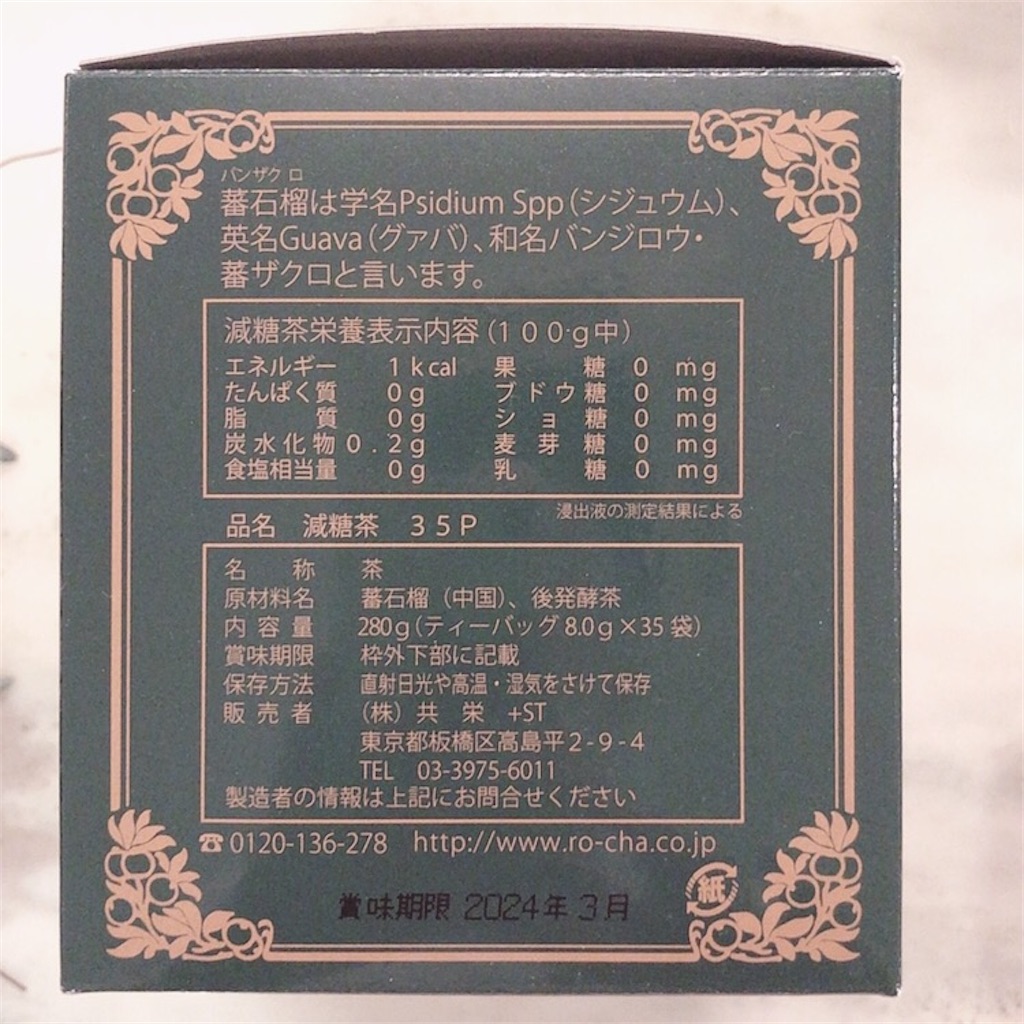 バンザクロ
蕃石榴は学名Psidium Spp(シジュウム)、
英名Guava(グァバ)、和名バンジロウ・
蕃ザクロと言います。
減糖茶栄養表示内容(100g中)
エネルギー 1kcal 果糖 0 mg
たんぱく質 0g ブドウ糖 0 mg
脂質 0g ショ糖 0 mg
炭水化物 0.2g 麦芽糖 0 mg
食塩相当量 0g 乳糖 0 mg
浸出液の測定結果による
品名 減糖茶 35P
名称 茶
原材料名 蕃石榴(中国)、後発酵茶
内容量 280g(ティーバッグ8.0g×35袋)
賞味期限 枠外下部に記載
保存方法 直射日光や高温・湿気をさけて保存
販売者 (株)共栄 +ST
東京都板橋区高島平2-9-4
TEL 03-3975-6011
製造者の情報は上記にお問合せください
☎0120-136-278 http://www.ro-cha.co.jp
紙
賞味期限 2024年3月